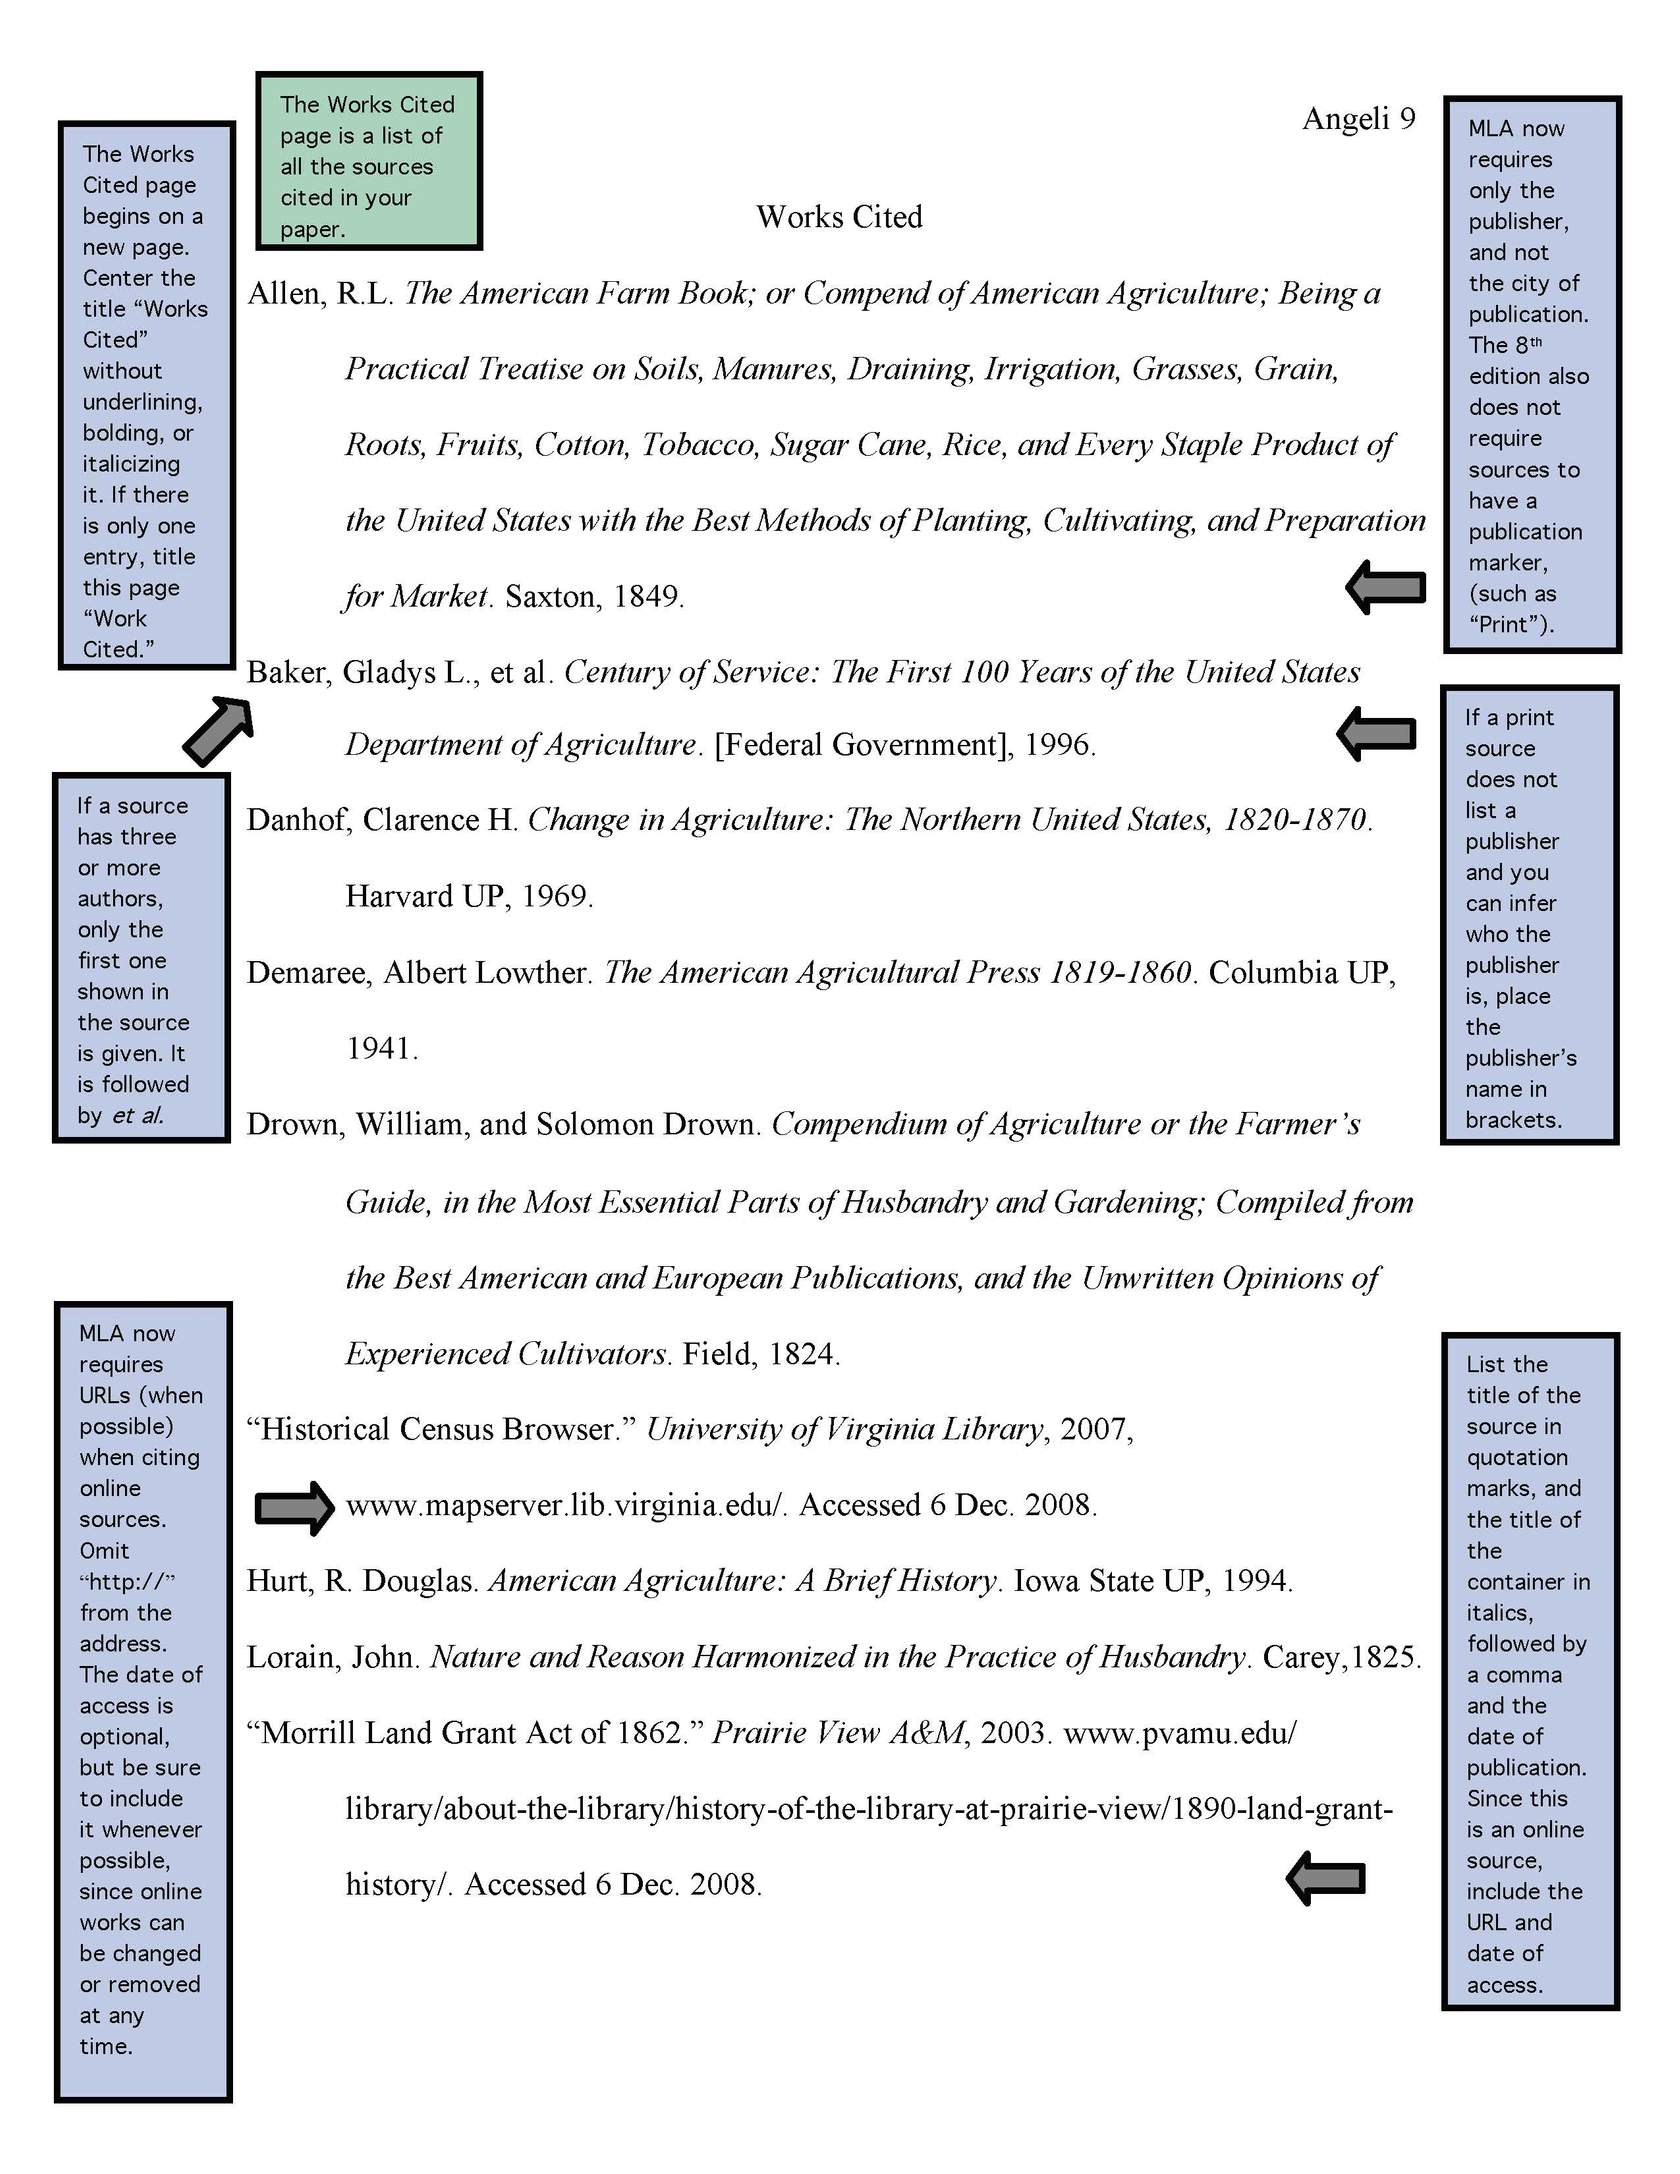 The Works Cited
page is a list of
all the sources
cited in your
paper.
Angeli 9
The Works
Cited page
begins on a
new page.
Center the
title “Works
Cited”
without
underlining,
bolding, or
italicizing
it. If there
is only one
entry, title
this page
“Work
Cited.”
MLA now
requires
only the
publisher,
and not
the city of
publication.
The 8th
edition also
does not
require
sources to
have a
publication
marker,
(such as
“Print”).
Works Cited
Allen, R.L. The American Farm Book; or Compend of American Agriculture; Being a
Practical Treatise on Soils, Manures, Draining, Irrigation, Grasses, Grain,
Roots, Fruits, Cotton, Tobacco, Sugar Cane, Rice, and Every Staple Product of
the United States with the Best Methods of Planting, Cultivating, and Preparation
for Market. Saxton, 1849.
Baker, Gladys L., et al. Century of Service: The First 100 Years of the United States
Department of Agriculture. [Federal Government], 1996.
Danhof, Clarence H. Change in Agriculture: The Northern United States, 1820-1870.
Harvard UP, 1969.
Demaree, Albert Lowther. The American Agricultural Press 1819-1860. Columbia UP,
1941.
Drown, William, and Solomon Drown. Compendium of Agriculture or the Farmer’s
Guide, in the Most Essential Parts of Husbandry and Gardening; Compiled from
the Best American and European Publications, and the Unwritten Opinions of
Experienced Cultivators. Field, 1824.
“Historical Census Browser.” University of Virginia Library, 2007,
www.mapserver.lib.virginia.edu/. Accessed 6 Dec. 2008.
Hurt, R. Douglas. American Agriculture: A Brief History. Iowa State UP, 1994.
Lorain, John. Nature and Reason Harmonized in the Practice of Husbandry. Carey,1825.
“Morrill Land Grant Act of 1862.” Prairie View A&M, 2003. www.pvamu.edu/
library/about-the-library/history-of-the-library-at-prairie-view/1890-land-grant-
history/. Accessed 6 Dec. 2008.
If a source
has three
or more
authors,
only the
first one
shown in
the source
is given. It
is followed
by et al.
If a print
source
does not
list a
publisher
and you
can infer
who the
publisher
is, place
the
publisher’s
name in
brackets.
MLA now
requires
URLs (when
possible)
when citing
online
sources.
Omit
“http://”
from the
address.
The date of
access is
optional,
but be sure
to include
it whenever
possible,
since online
works can
be changed
or removed
at any
time.
List the
title of the
source in
quotation
marks, and
the title of
the
container in
italics,
followed by
a comma
and the
date of
publication.
Since this
is an online
source,
include the
URL and
date of
access.